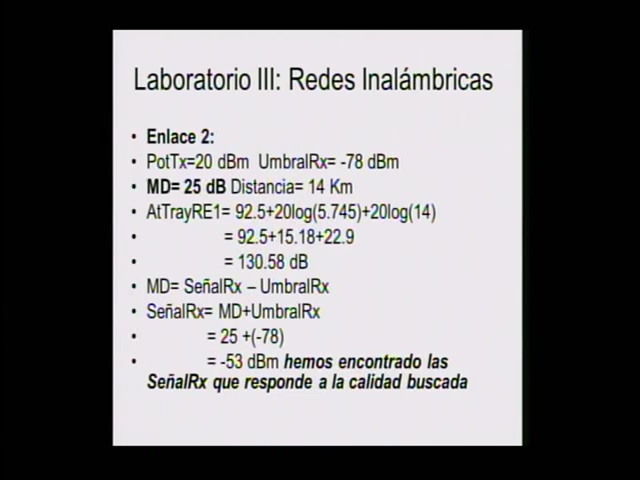 Laboratorio III: Redes Inalámbricas
• Enlace 2:
• PotTx=20 dBm UmbralRx= -78 dBm
• MD= 25 dB Distancia= 14 Km
• AtTrayRE1= 92.5+20log(5.745)+20log(14)
• = 92.5+15.18+22.9
• = 130.58 dB
• MD= SeñalRx – UmbralRx
• SeñalRx= MD+UmbralRx
• = 25 +(-78)
• = -53 dBm hemos encontrado las
SeñalRx que responde a la calidad buscada